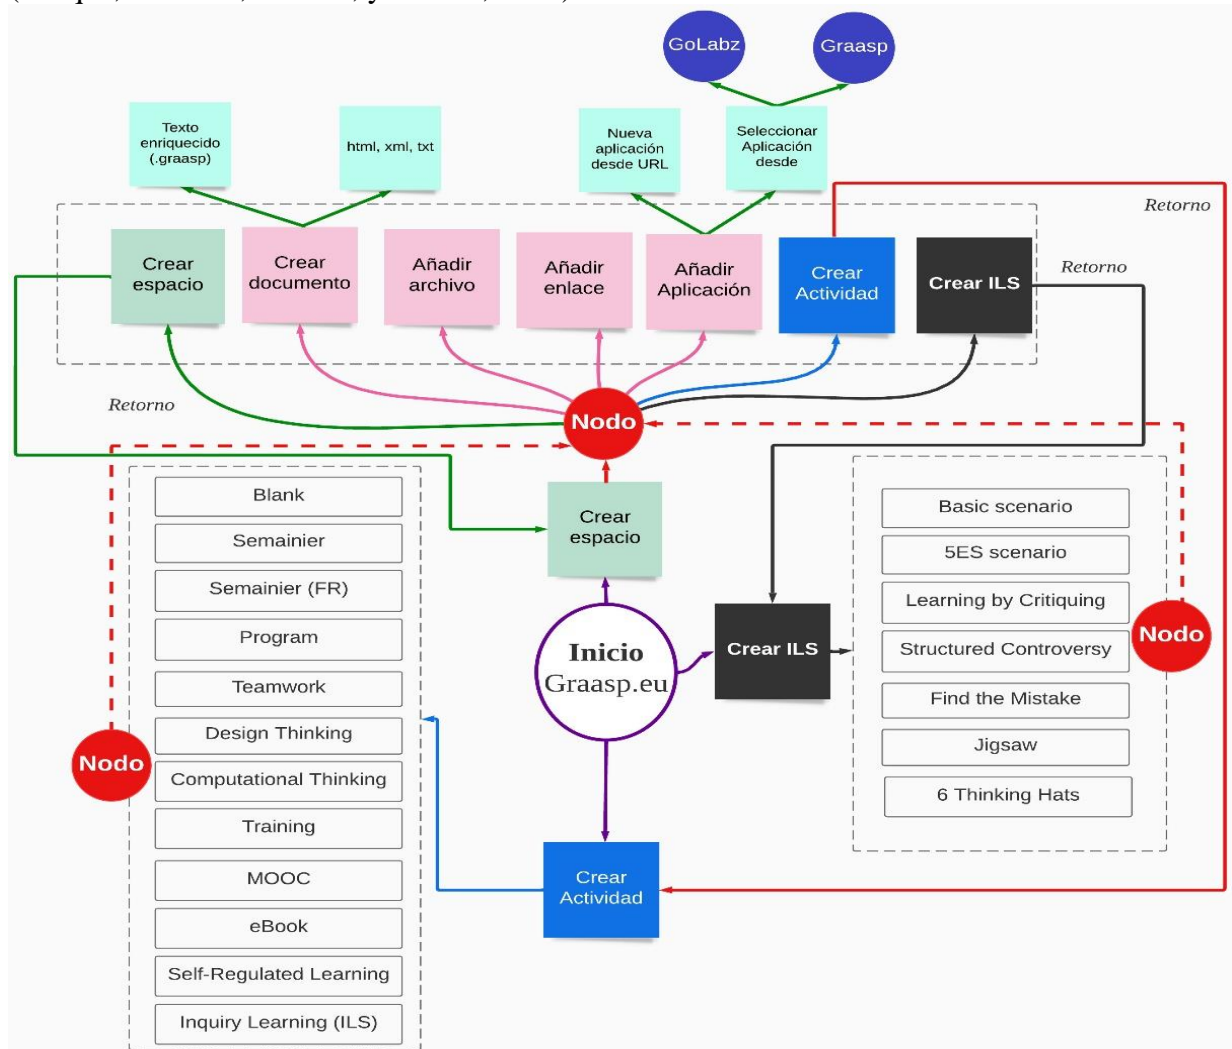 GoLabz
Graasp
Texto
enriquecido
(.graasp)
html, xml, txt
Nueva
aplicación
desde URL
Seleccionar
Aplicación
desde
Retorno
Crear
espacio
Crear
documento
Añadir
archivo
Añadir
enlace
Añadir
Aplicación
Crear
Actividad
Crear ILS
Retorno
Retorno
Nodo
Crear
espacio
Blank
Semainier
Semainier (FR)
Program
Teamwork
Design Thinking
Computational Thinking
Training
MOOC
eBook
Self-Regulated Learning
Inquiry Learning (ILS)
Nodo
Inicio
Graasp.eu
Crear ILS
Basic scenario
5ES scenario
Learning by Critiquing
Structured Controversy
Find the Mistake
Jigsaw
6 Thinking Hats
Nodo
Crear
Actividad